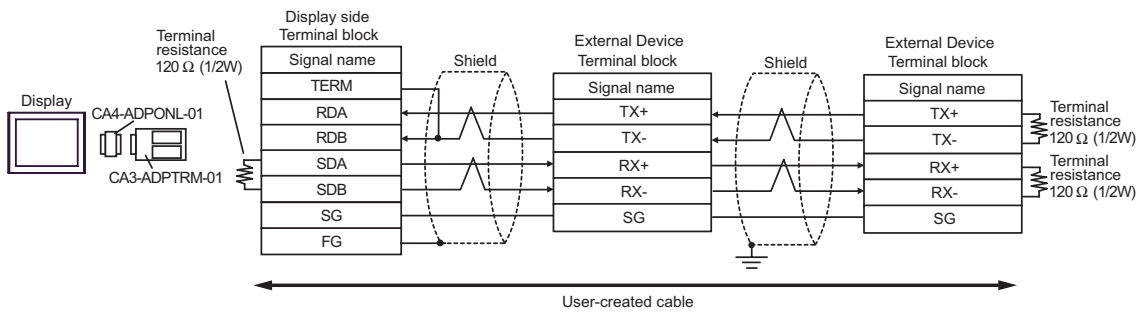 Display
CA4-ADPONL-01
CA3-ADPTRM-01
Terminal
resistance
120 Ω (1/2W)
Display side
Terminal block
Signal name
TERM
RDA
RDB
SDA
SDB
SG
FG
Shield
External Device
Terminal block
Signal name
TX+
TX-
RX+
RX-
SG
Shield
External Device
Terminal block
Signal name
TX+
TX-
RX+
RX-
SG
Terminal
resistance
120 Ω (1/2W)
Terminal
resistance
120 Ω (1/2W)
User-created cable